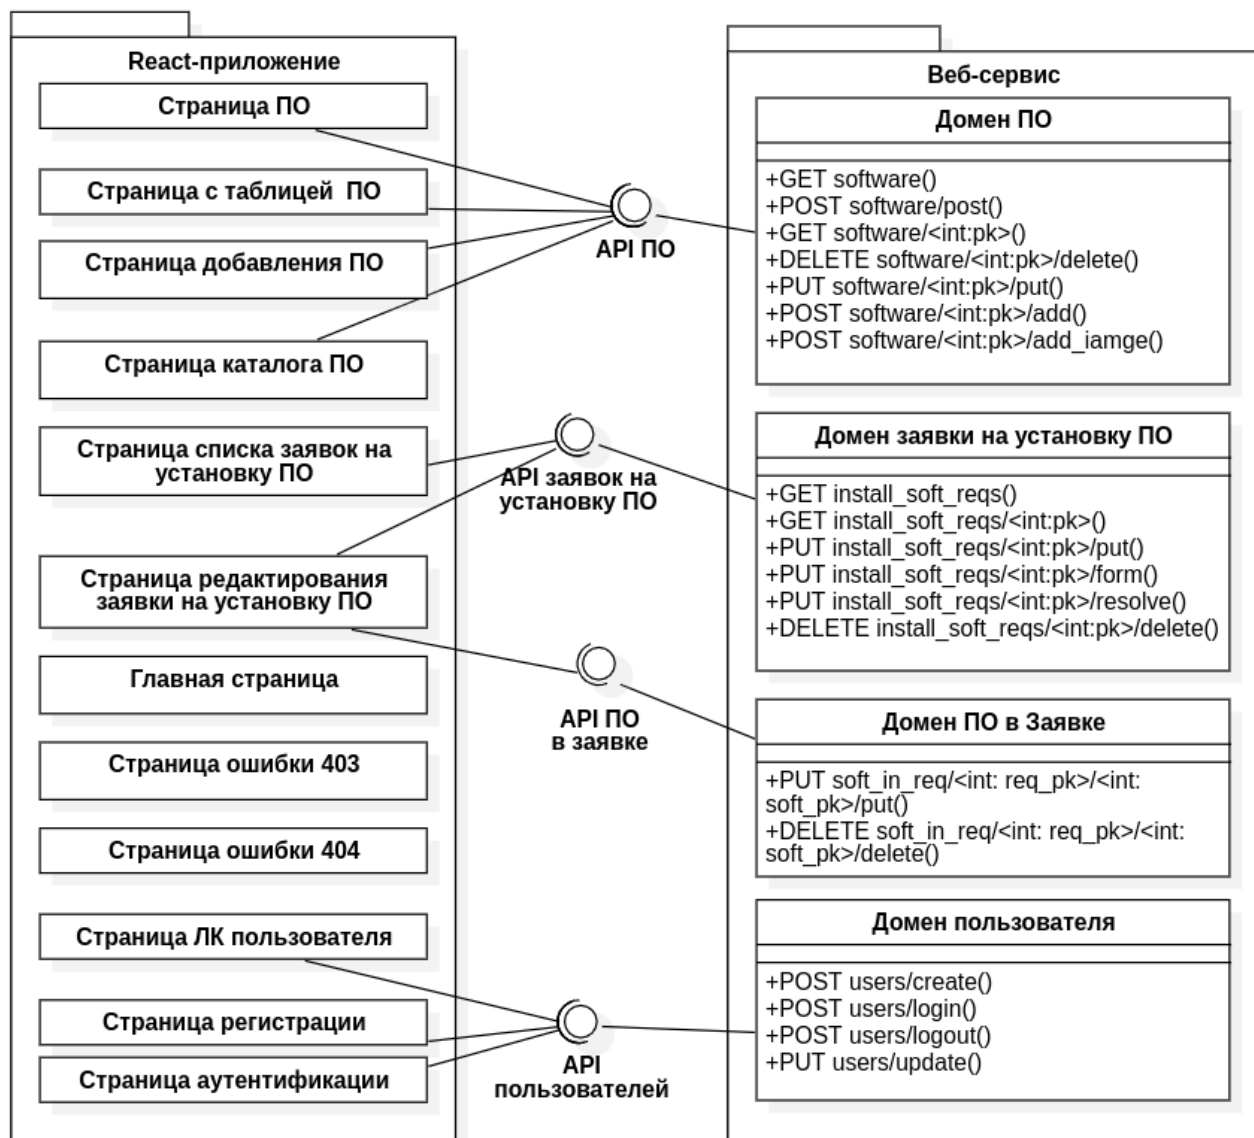 React-приложение
Страница ПО
Страница с таблицей ПО
Страница добавления ПО
Страница каталога ПО
Страница списка заявок на
установку ПО
Страница редактирования
заявки на установку ПО
Главная страница
Страница ошибки 403
Страница ошибки 404
Страница ЛК пользователя
Страница регистрации
Страница аутентификации
API ПО
API заявок на
установку ПО
API ПО
в заявке
API
пользователей
Веб-сервис
Домен ПО
+GET software()
+POST software/post()
+GET software/<int:pk>()
+DELETE software/<int:pk>/delete()
+PUT software/<int:pk>/put()
+POST software/<int:pk>/add()
+POST software/<int:pk>/add_iamge()
Домен заявки на установку ПО
+GET install_soft_reqs()
+GET install_soft_reqs/<int:pk>()
+PUT install_soft_reqs/<int:pk>/put()
+PUT install_soft_reqs/<int:pk>/form()
+PUT install_soft_reqs/<int:pk>/resolve()
+DELETE install_soft_reqs/<int:pk>/delete()
Домен ПО в Заявке
+PUT soft_in_req/<int: req_pk>/<int:
soft_pk>/put()
+DELETE soft_in_req/<int: req_pk>/<int:
soft_pk>/delete()
Домен пользователя
+POST users/create()
+POST users/login()
+POST users/logout()
+PUT users/update()